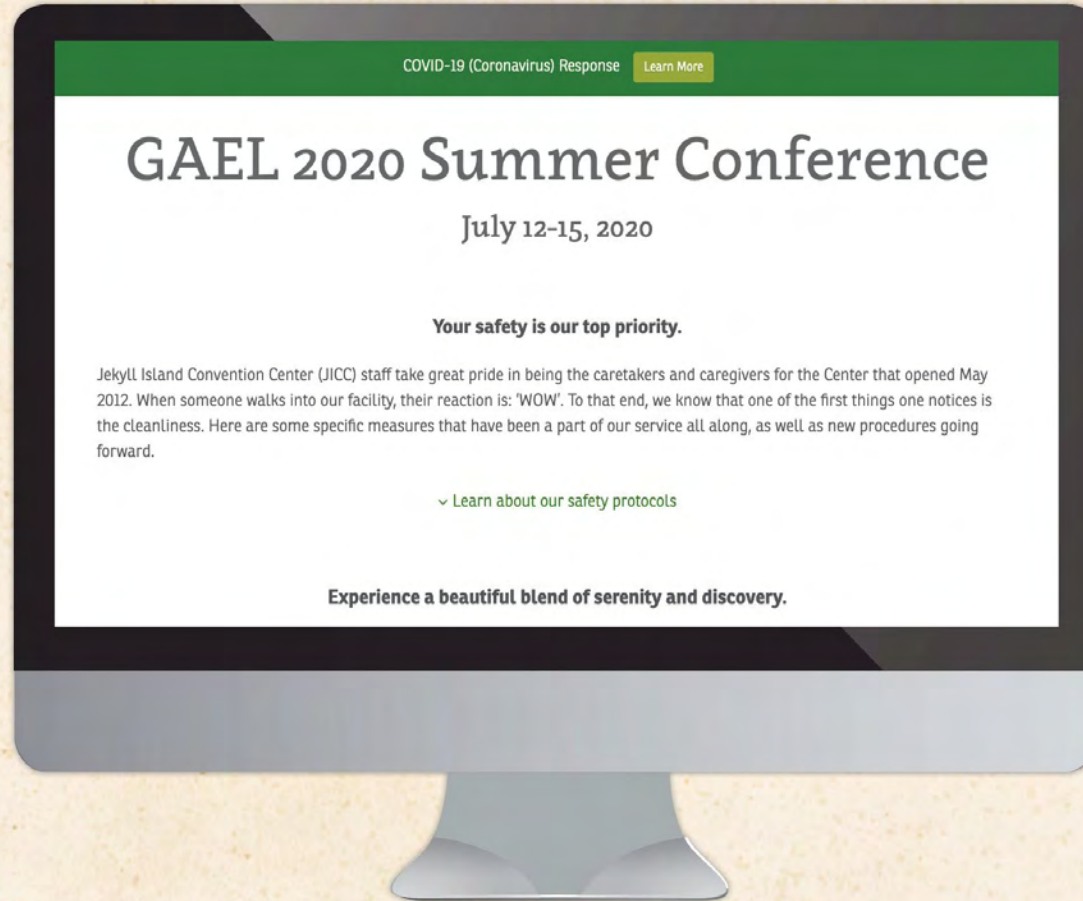 COVID-19 (Coronavirus) Response Learn More
GAEL 2020 Summer Conference
July 12-15, 2020
Your safety is our top priority.
Jekyll Island Convention Center (JICC) staff take great pride in being the caretakers and caregivers for the Center that opened May
2012. When someone walks into our facility, their reaction is: ‘WOW’. To that end, we know that one of the first things one notices is
the cleanliness. Here are some specific measures that have been a part of our service all along, as well as new procedures going
forward.
Learn about our safety protocols
Experience a beautiful blend of serenity and discovery.